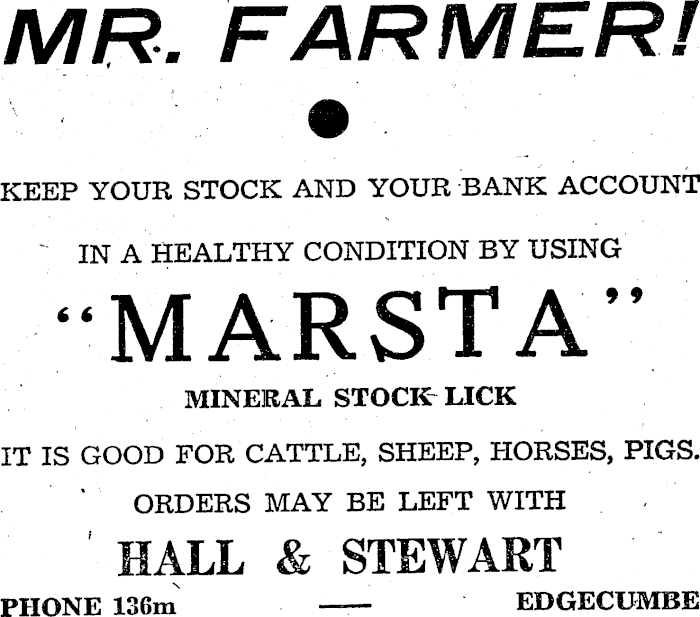 MR. FARMER!
KEEP YOUR STOCK AND YOUR BANK ACCOUNT
IN A HEALTHY CONDITION BY USING
“MARSTA”
MINERAL STOCK LICK
IT IS GOOD FOR CATTLE, SHEEP, HORSES, PIGS.
ORDERS MAY BE LEFT WITH
HALL & STEWART
PHONE 136m — EDGECUMBE